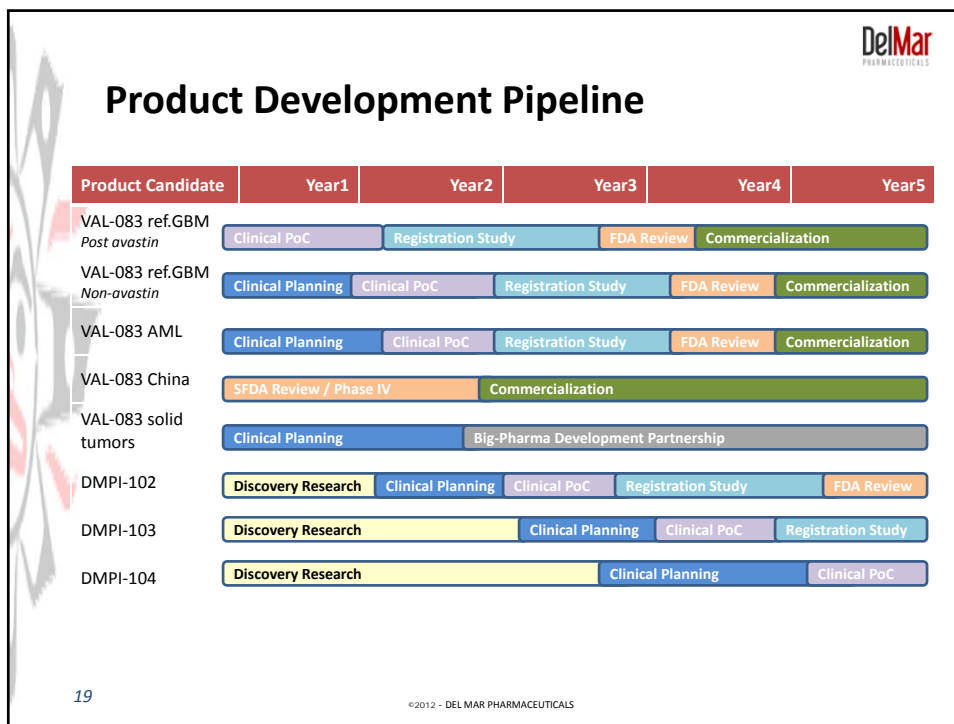 DelMar
PHARMACEUTICALS
Product Development Pipeline
Product Candidate Year1 Year2 Year3 Year4 Year5
VAL-083 ref.GBM
Post avastin
Clinical PoC Registration Study FDA Review Commercialization
VAL-083 ref.GBM
Non-avastin
Clinical Planning Clinical PoC Registration Study FDA Review Commercialization
VAL-083 AML
Clinical Planning Clinical PoC Registration Study FDA Review Commercialization
VAL-083 China
SFDA Review / Phase IV Commercialization
VAL-083 solid
tumors
Clinical Planning Big-Pharma Development Partnership
DMPI-102
Discovery Research Clinical Planning Clinical PoC Registration Study FDA Review
DMPI-103
Discovery Research Clinical Planning Clinical PoC Registration Study
DMPI-104
Discovery Research Clinical Planning Clinical PoC
19
©2012 - DEL MAR PHARMACEUTICALS